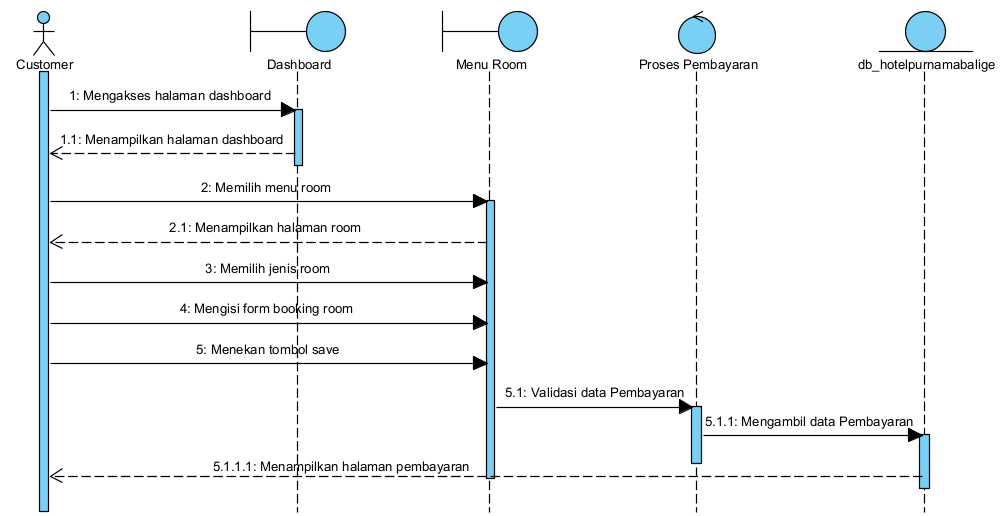 Customer
Dashboard
Menu Room
Proses Pembayaran
db_hotelpurnamabalige
1: Mengakses halaman dashboard
1.1: Menampilkan halaman dashboard
2: Memilih menu room
2.1: Menampilkan halaman room
3: Memilih jenis room
4: Mengisi form booking room
5: Menekan tombol save
5.1: Validasi data Pembayaran
5.1.1: Mengambil data Pembayaran
5.1.1.1: Menampilkan halaman pembayaran